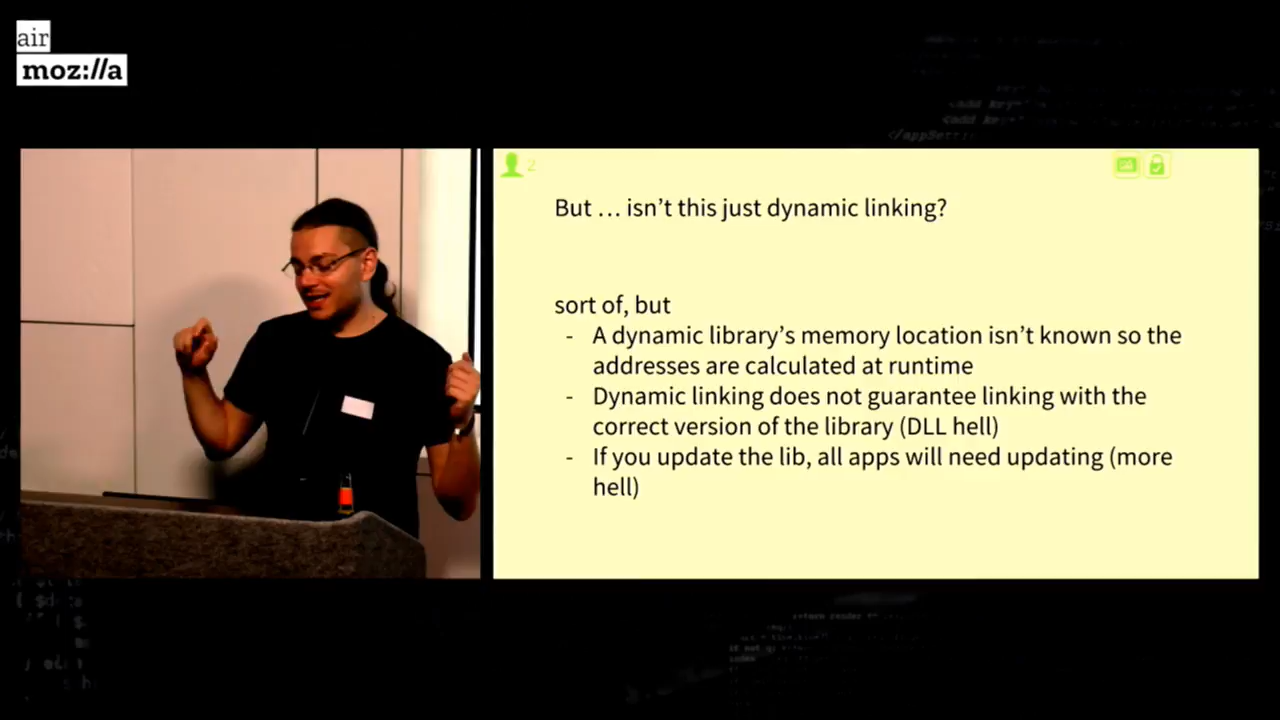 air
moz://a
2
But … isn't this just dynamic linking?
sort of, but
- A dynamic library's memory location isn't known so the
addresses are calculated at runtime
- Dynamic linking does not guarantee linking with the
correct version of the library (DLL hell)
- If you update the lib, all apps will need updating (more
hell)